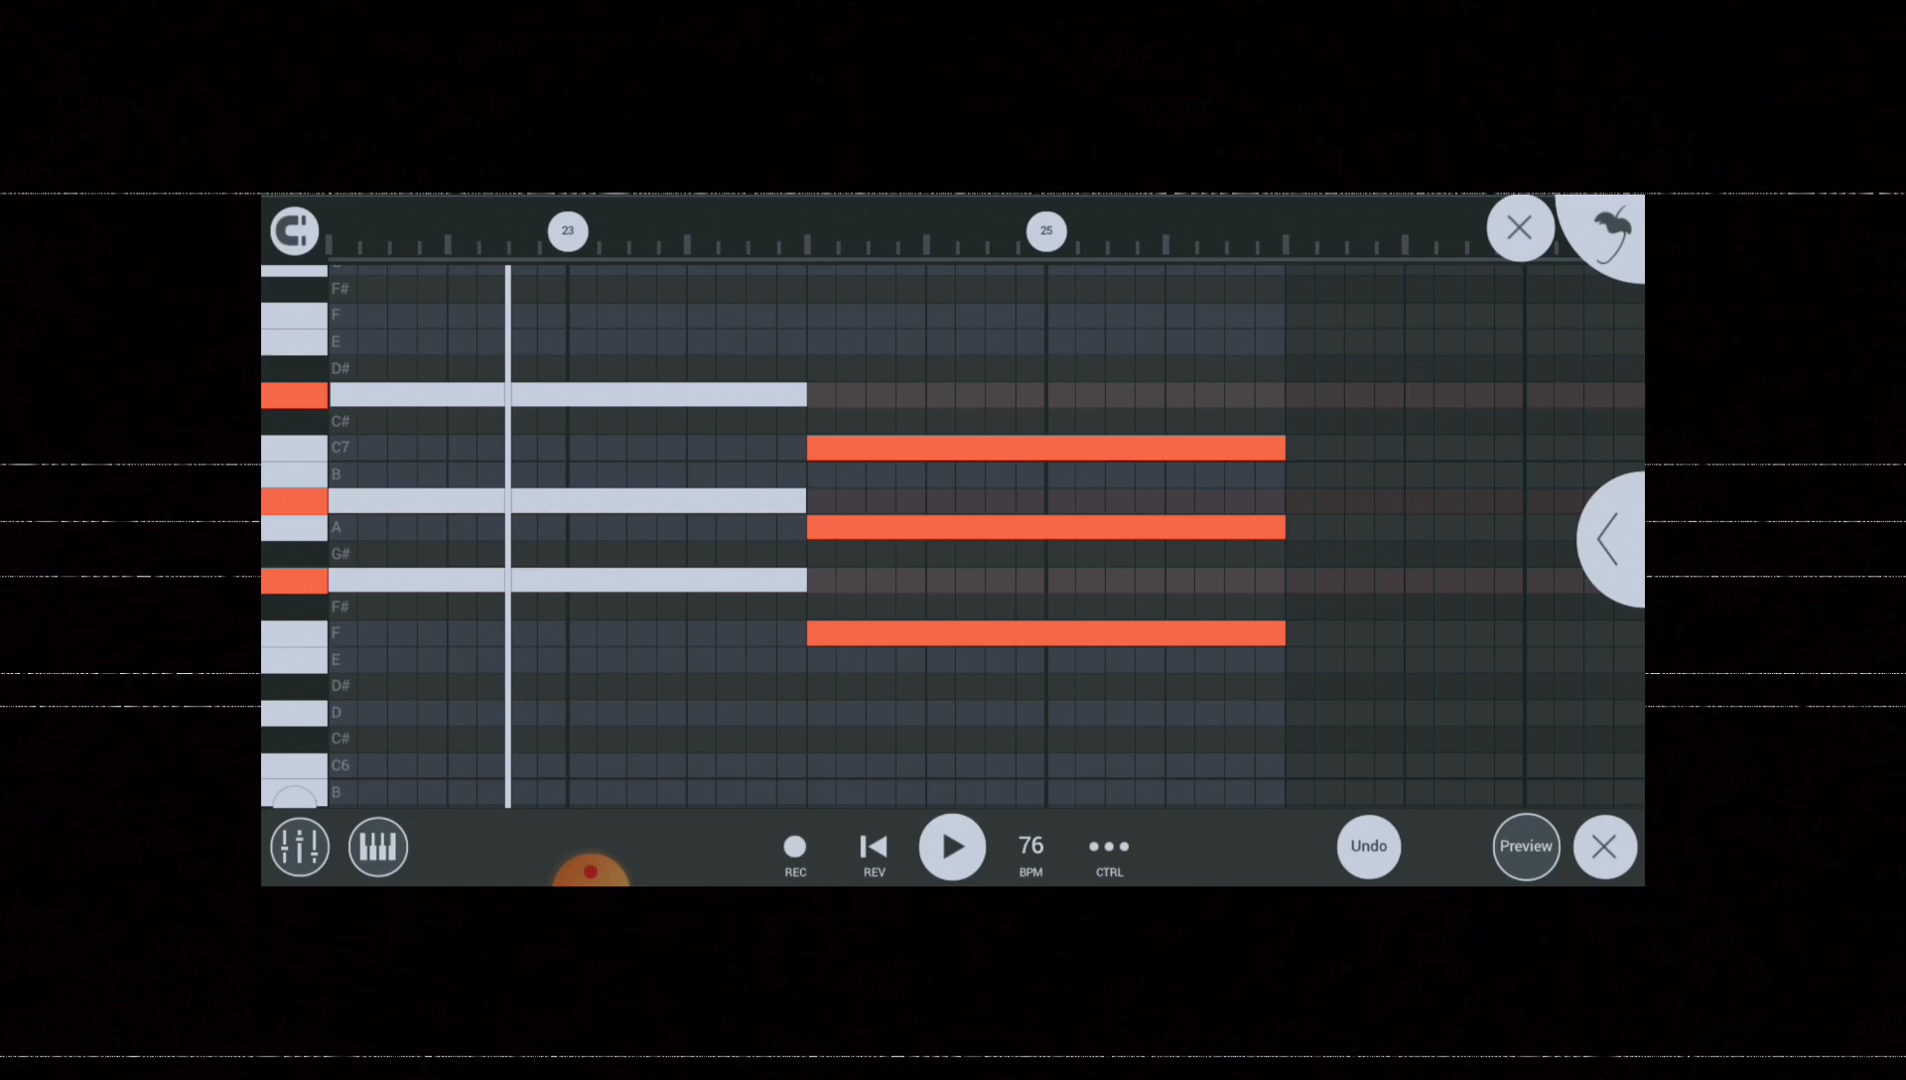 23 25
F#
F
E
D#
C#
C7
B
A
G#
F#
F
E
D#
D
C#
C6
B
76 Undo Preview
REC REV BPM CTRL